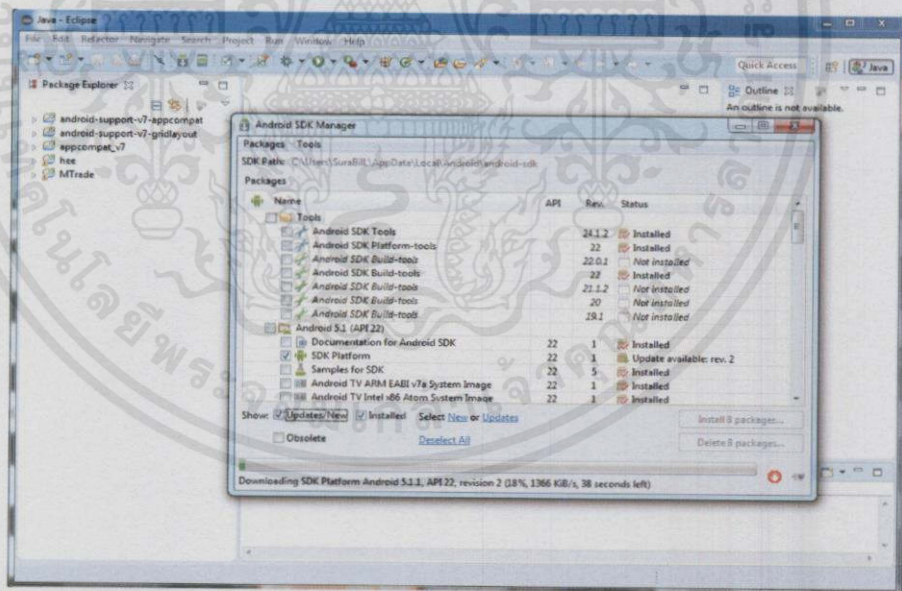 Java - Eclipse
File Edit Refactor Navigate Search Project Run Window Help
Quick Access
Java
Package Explorer
Outline
An outline is not available.
android-support-v7-appcompat
android-support-v7-gridlayout
appcompat_v7
hee
MTrade
Android SDK Manager
Packages Tools
SDK Path: C:\Users\SuraBilL\AppData\Local\Android\android-sdk
Packages
Name API Rev. Status
Tools
Android SDK Tools 24.1.2 Installed
Android SDK Platform-tools 22 Installed
Android SDK Build-tools 22.0.1 Not installed
Android SDK Build-tools 22 Installed
Android SDK Build-tools 21.1.2 Not installed
Android SDK Build-tools 20 Not installed
Android SDK Build-tools 19.1 Not installed
Android 5.1 (API 22)
Documentation for Android SDK 22 1 Installed
SDK Platform 22 1 Update available: rev. 2
Samples for SDK 22 5 Installed
Android TV ARM EABI v7a System Image 22 1 Installed
Android TV Intel x86 Atom System Image 22 1 Installed
Show: Updates/New Installed Select New or Updates
Install 8 packages...
Obsolete Deselect All
Delete 8 packages...
Downloading SDK Platform Android 5.1.1, API 22, revision 2 (18%, 1366 KiB/s, 38 seconds left)